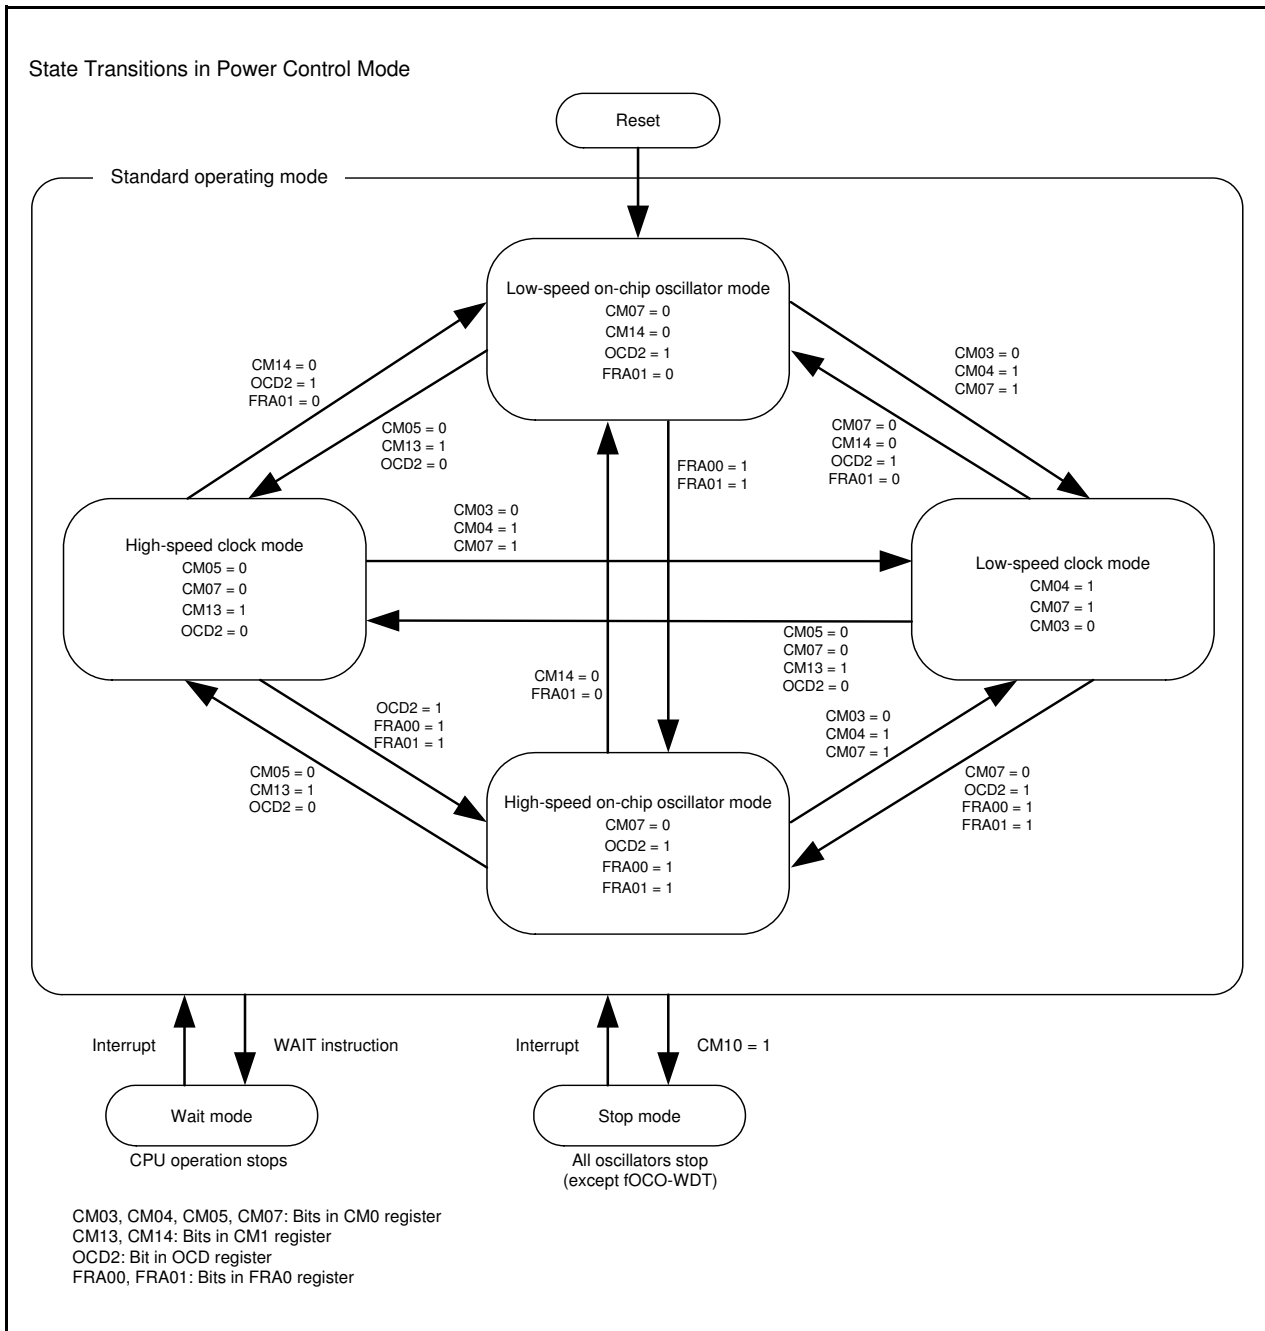 State Transitions in Power Control Mode
Reset
Standard operating mode
Low-speed on-chip oscillator mode
CM07 = 0
CM14 = 0
OCD2 = 1
FRA01 = 0
CM14 = 0
OCD2 = 1
FRA01 = 0
CM05 = 0
CM13 = 1
OCD2 = 0
CM03 = 0
CM04 = 1
CM07 = 1
CM07 = 0
CM14 = 0
OCD2 = 1
FRA01 = 0
FRA00 = 1
FRA01 = 1
CM03 = 0
CM04 = 1
CM07 = 1
High-speed clock mode
CM05 = 0
CM07 = 0
CM13 = 1
OCD2 = 0
Low-speed clock mode
CM04 = 1
CM07 = 1
CM03 = 0
CM05 = 0
CM07 = 0
CM13 = 1
OCD2 = 0
CM14 = 0
FRA01 = 0
OCD2 = 1
FRA00 = 1
FRA01 = 1
CM03 = 0
CM04 = 1
CM07 = 1
CM05 = 0
CM13 = 1
OCD2 = 0
CM07 = 0
OCD2 = 1
FRA00 = 1
FRA01 = 1
High-speed on-chip oscillator mode
CM07 = 0
OCD2 = 1
FRA00 = 1
FRA01 = 1
Interrupt
WAIT instruction
Interrupt
CM10 = 1
Wait mode
Stop mode
CPU operation stops
All oscillators stop
(except fOCO-WDT)
CM03, CM04, CM05, CM07: Bits in CM0 register
CM13, CM14: Bits in CM1 register
OCD2: Bit in OCD register
FRA00, FRA01: Bits in FRA0 register